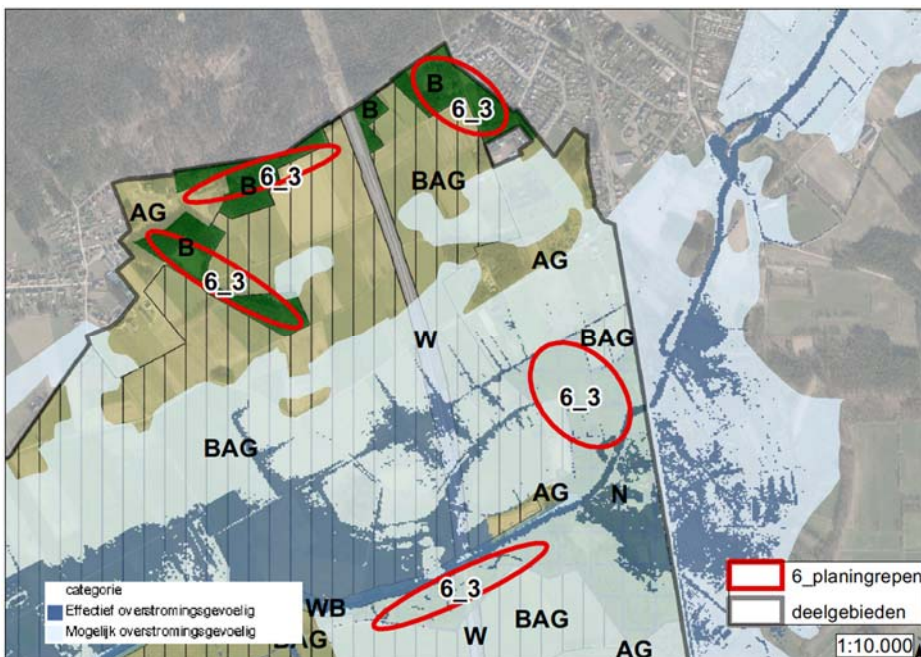 B
6_3
B
6_3
B
BAG
AG
B
6_3
AG
W
BAG
6_3
BAG
AG
N
6_3
WB
BAG
BAG
W
AG
categorie
Effectief overstromingsgevoelig
Mogelijk overstromingsgevoelig
6_planingrepen
deelgebieden
1:10.000